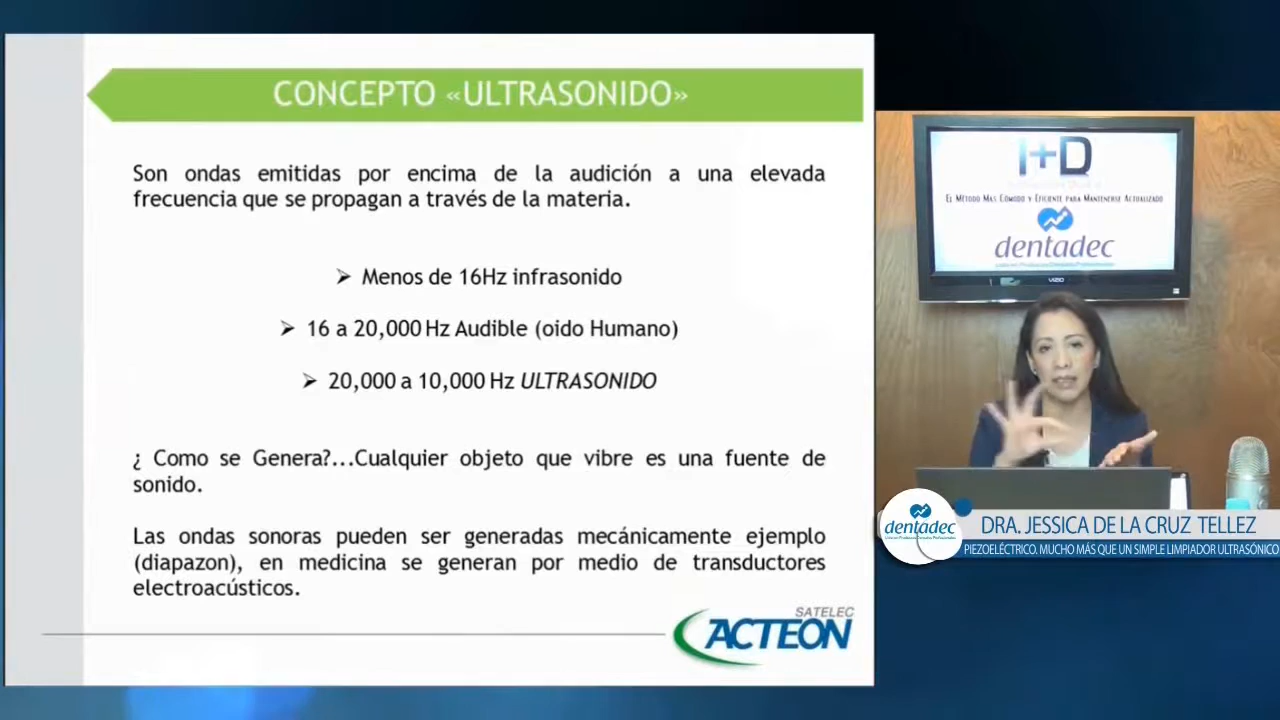 CONCEPTO «ULTRASONIDO»
Son ondas emitidas por encima de la audición a una elevada
frecuencia que se propagan a través de la materia.
➢ Menos de 16Hz infrasonido
➢ 16 a 20,000 Hz Audible (oido Humano)
➢ 20,000 a 10,000 Hz ULTRASONIDO
¿ Como se Genera?...Cualquier objeto que vibre es una fuente de
sonido.
Las ondas sonoras pueden ser generadas mecánicamente ejemplo
(diapazon), en medicina se generan por medio de transductores
electroacústicos.
SATELEC
ACTEON
I+D
El Método Más Cómodo y Eficiente para Mantenerse Actualizado
dentadec
VIZIO
dentadec
DRA. JESSICA DE LA CRUZ TELLEZ
PIEZOELÉCTRICO. MUCHO MÁS QUE UN SIMPLE LIMPIADOR ULTRASÓNICO